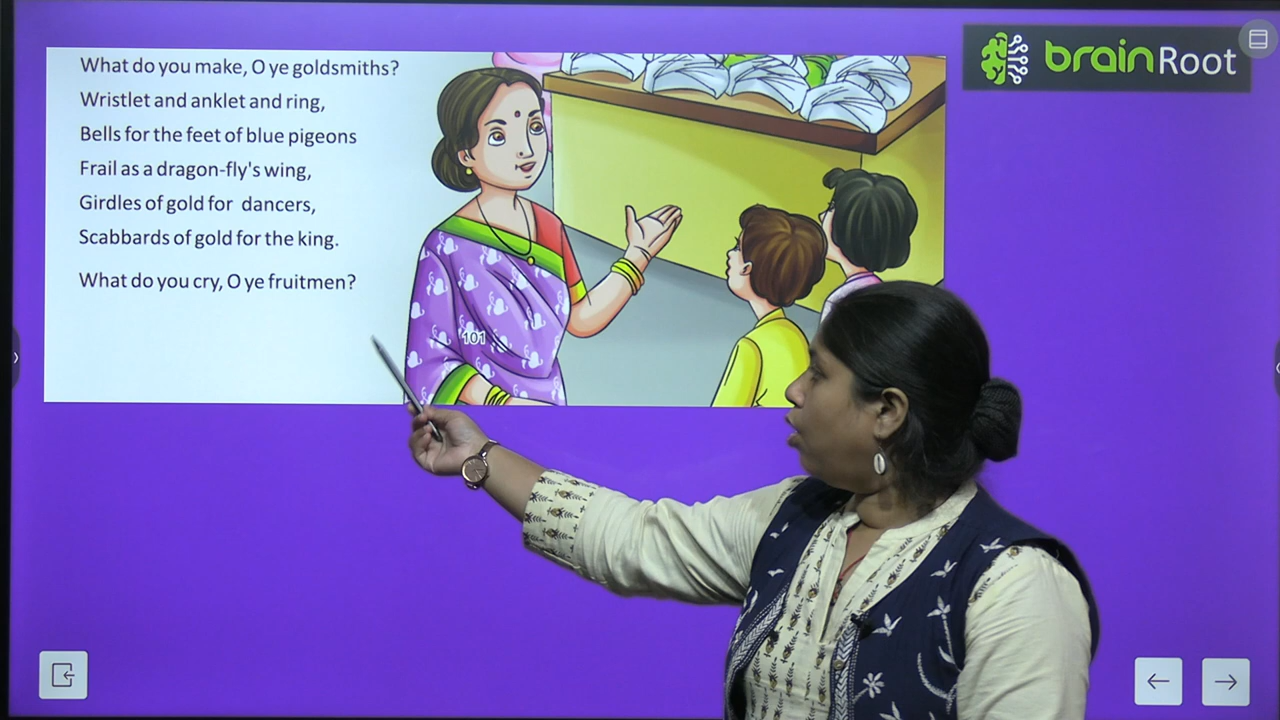 What do you make, O ye goldsmiths?
Wristlet and anklet and ring,
Bells for the feet of blue pigeons
Frail as a dragon-fly's wing,
Girdles of gold for dancers,
Scabbards of gold for the king.
What do you cry, O ye fruitmen?
101
brainRoot